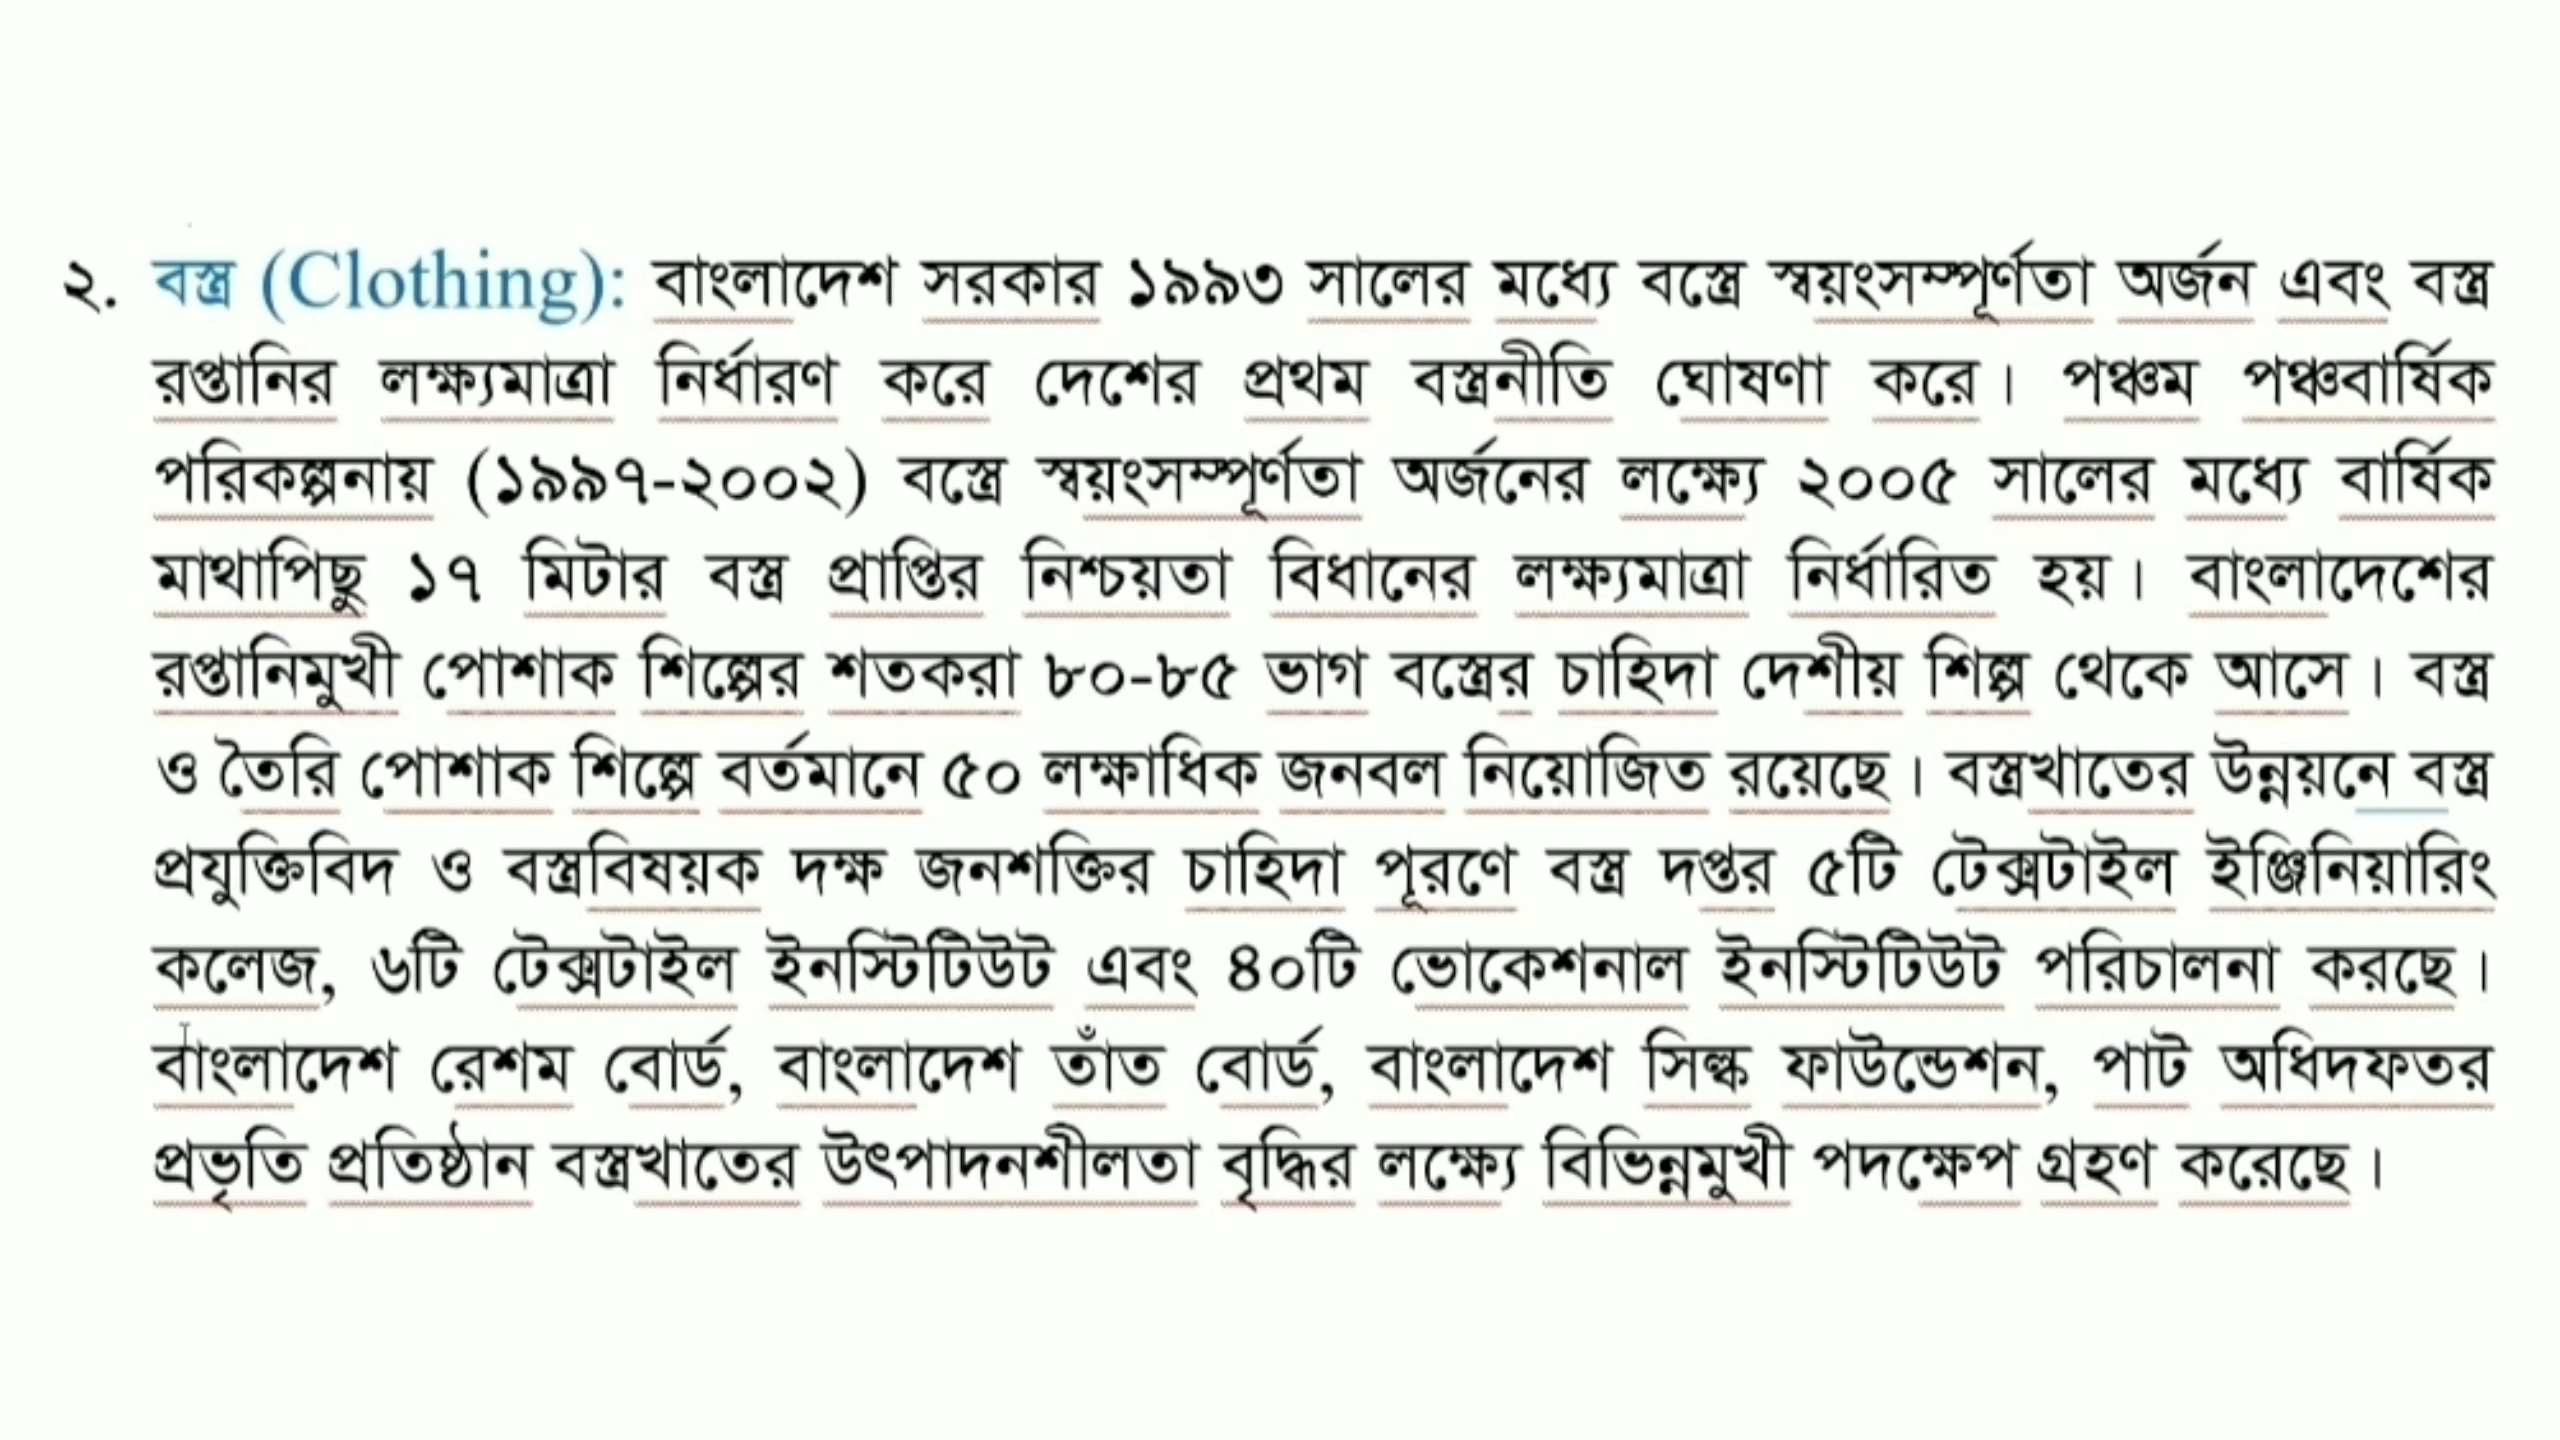 ২. বস্ত্র (Clothing): বাংলাদেশ সরকার ১৯৯৩ সালের মধ্যে বস্ত্রে স্বয়ংসম্পূর্ণতা অর্জন এবং বস্ত্র
রপ্তানির লক্ষ্যমাত্রা নির্ধারণ করে দেশের প্রথম বস্ত্রনীতি ঘোষণা করে। পঞ্চম পঞ্চবার্ষিক
পরিকল্পনায় (১৯৯৭-২০০২) বস্ত্রে স্বয়ংসম্পূর্ণতা অর্জনের লক্ষ্যে ২০০৫ সালের মধ্যে বার্ষিক
মাথাপিছু ১৭ মিটার বস্ত্র প্রাপ্তির নিশ্চয়তা বিধানের লক্ষ্যমাত্রা নির্ধারিত হয়। বাংলাদেশের
রপ্তানিমুখী পোশাক শিল্পের শতকরা ৮০-৮৫ ভাগ বস্ত্রের চাহিদা দেশীয় শিল্প থেকে আসে। বস্ত্র
ও তৈরি পোশাক শিল্পে বর্তমানে ৫০ লক্ষাধিক জনবল নিয়োজিত রয়েছে। বস্ত্রখাতের উন্নয়নে বস্ত্র
প্রযুক্তিবিদ ও বস্ত্রবিষয়ক দক্ষ জনশক্তির চাহিদা পূরণে বস্ত্র দপ্তর ৫টি টেক্সটাইল ইঞ্জিনিয়ারিং
কলেজ, ৬টি টেক্সটাইল ইনস্টিটিউট এবং ৪০টি ভোকেশনাল ইনস্টিটিউট পরিচালনা করছে।
বাংলাদেশ রেশম বোর্ড, বাংলাদেশ তাঁত বোর্ড, বাংলাদেশ সিল্ক ফাউন্ডেশন, পাট অধিদফতর
প্রভৃতি প্রতিষ্ঠান বস্ত্রখাতের উৎপাদনশীলতা বৃদ্ধির লক্ষ্যে বিভিন্নমুখী পদক্ষেপ গ্রহণ করেছে।